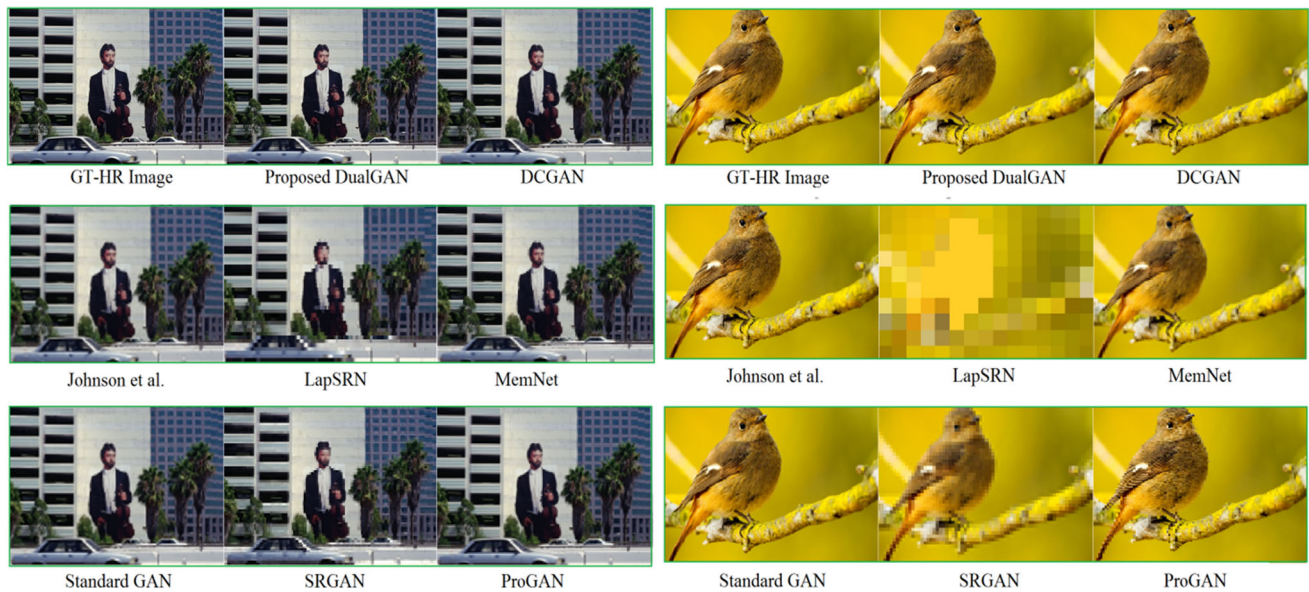 GT-HR Image Proposed DualGAN DCGAN GT-HR Image Proposed DualGAN DCGAN
Johnson et al. LapSRN MemNet Johnson et al. LapSRN MemNet
Standard GAN SRGAN ProGAN Standard GAN SRGAN ProGAN